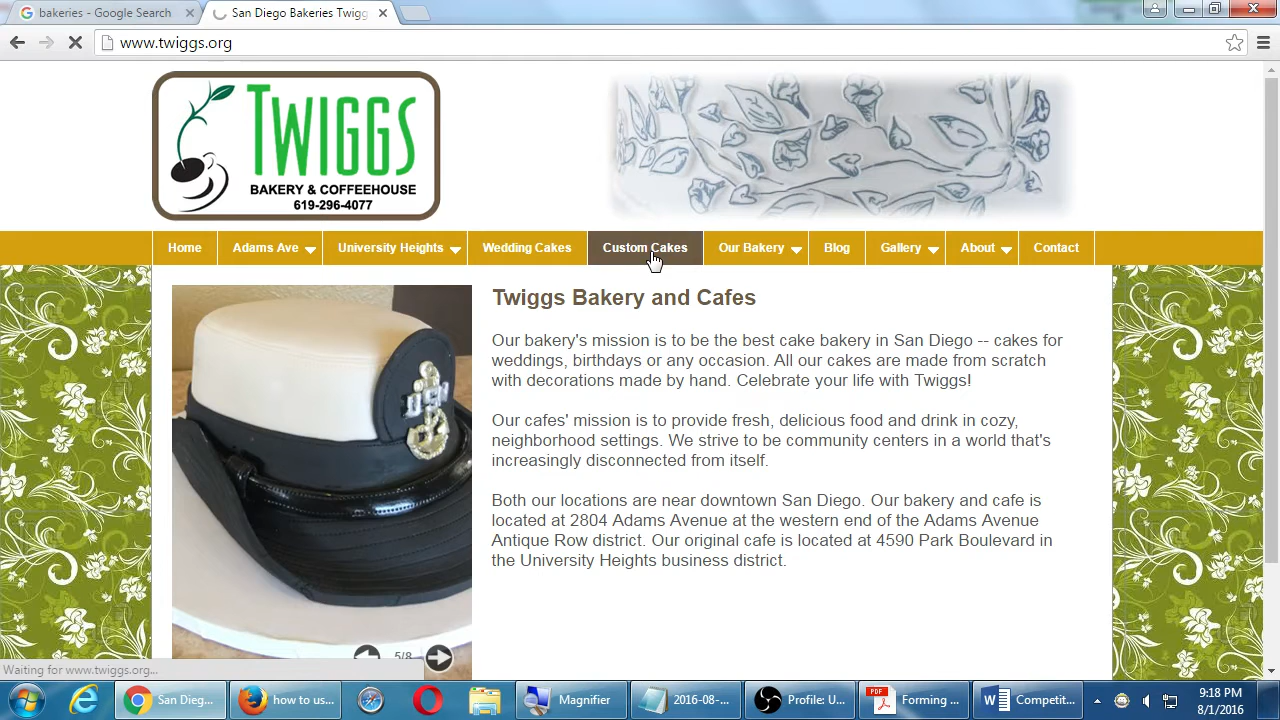 bakeries - Google Search
San Diego Bakeries Twigg
www.twiggs.org
TWIGGS
BAKERY & COFFEEHOUSE
619-296-4077
Home
Adams Ave
University Heights
Wedding Cakes
Custom Cakes
Our Bakery
Blog
Gallery
About
Contact
Twiggs Bakery and Cafes
Our bakery's mission is to be the best cake bakery in San Diego -- cakes for
weddings, birthdays or any occasion. All our cakes are made from scratch
with decorations made by hand. Celebrate your life with Twiggs!
Our cafes' mission is to provide fresh, delicious food and drink in cozy,
neighborhood settings. We strive to be community centers in a world that's
increasingly disconnected from itself.
Both our locations are near downtown San Diego. Our bakery and cafe is
located at 2804 Adams Avenue at the western end of the Adams Avenue
Antique Row district. Our original cafe is located at 4590 Park Boulevard in
the University Heights business district.
5/8
Waiting for www.twiggs.org...
San Dieg...
how to us...
Magnifier
2016-08-...
Profile: U...
PDF
Forming ...
Competit...
9:18 PM
8/1/2016